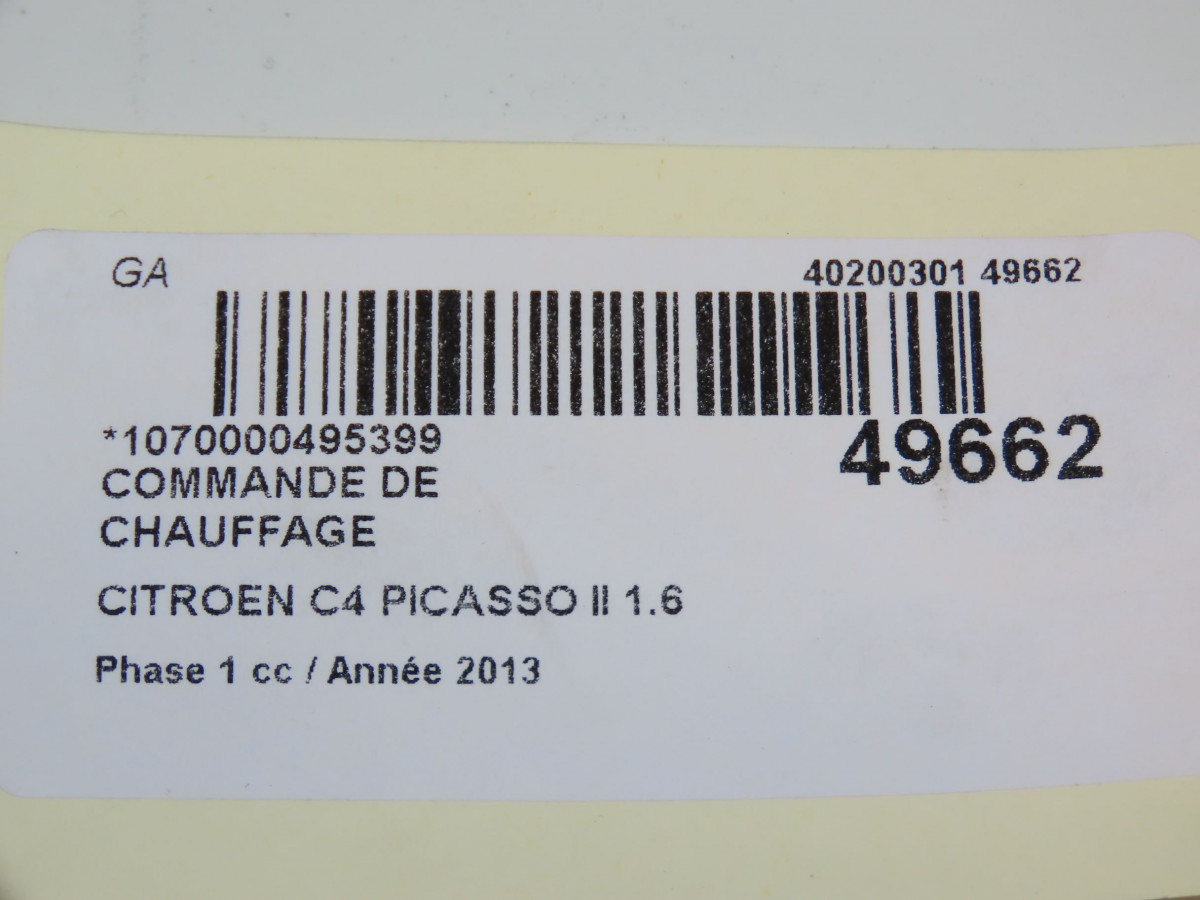 GA
40200301 49662
*1070000495399
49662
COMMANDE DE
CHAUFFAGE
CITROEN C4 PICASSO II 1.6
Phase 1 cc / Année 2013